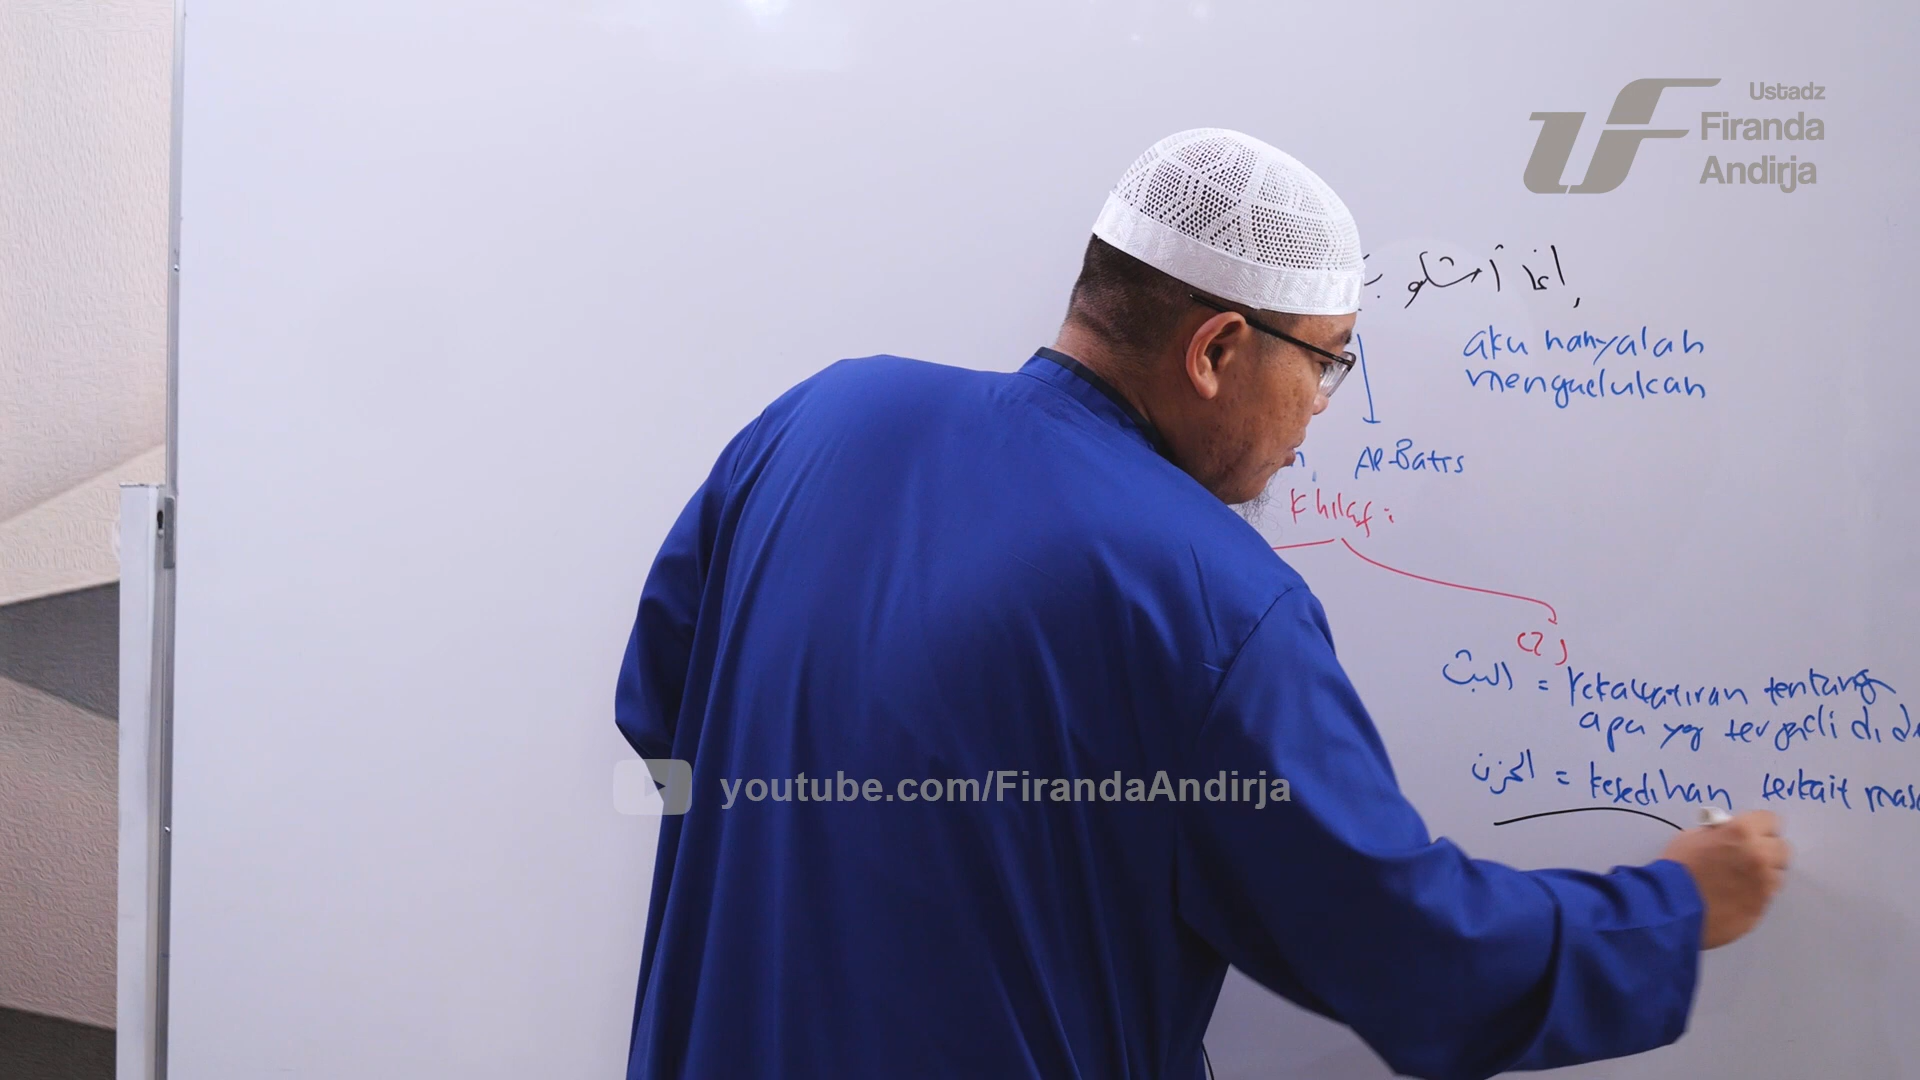 Ustadz
Firanda
Andirja
إنما أشكو
aku hanyalah
mengadukan
Al-Batts
Khilaf :
(2)
البث = kekawatiran tentang
apa yg terjadi di
الحزن = kesedihan terkait
youtube.com/FirandaAndirja